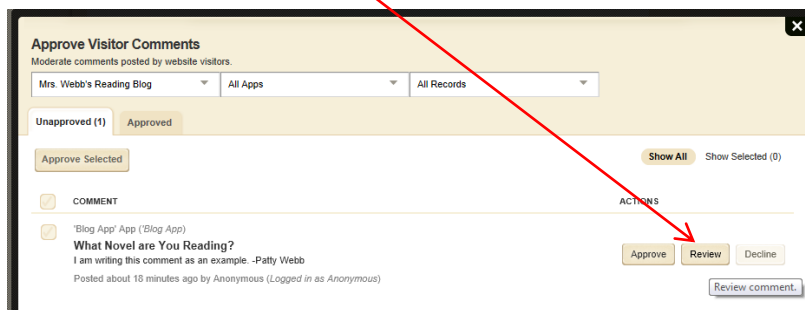 Approve Visitor Comments
Moderate comments posted by website visitors.
Mrs. Webb's Reading Blog All Apps All Records
Unapproved (1) Approved
Approve Selected Show All Show Selected (0)
COMMENT ACTIONS
'Blog App' App ('Blog App)
What Novel are You Reading?
I am writing this comment as an example. -Patty Webb
Approve Review Decline
Posted about 18 minutes ago by Anonymous (Logged in as Anonymous)
Review comment.